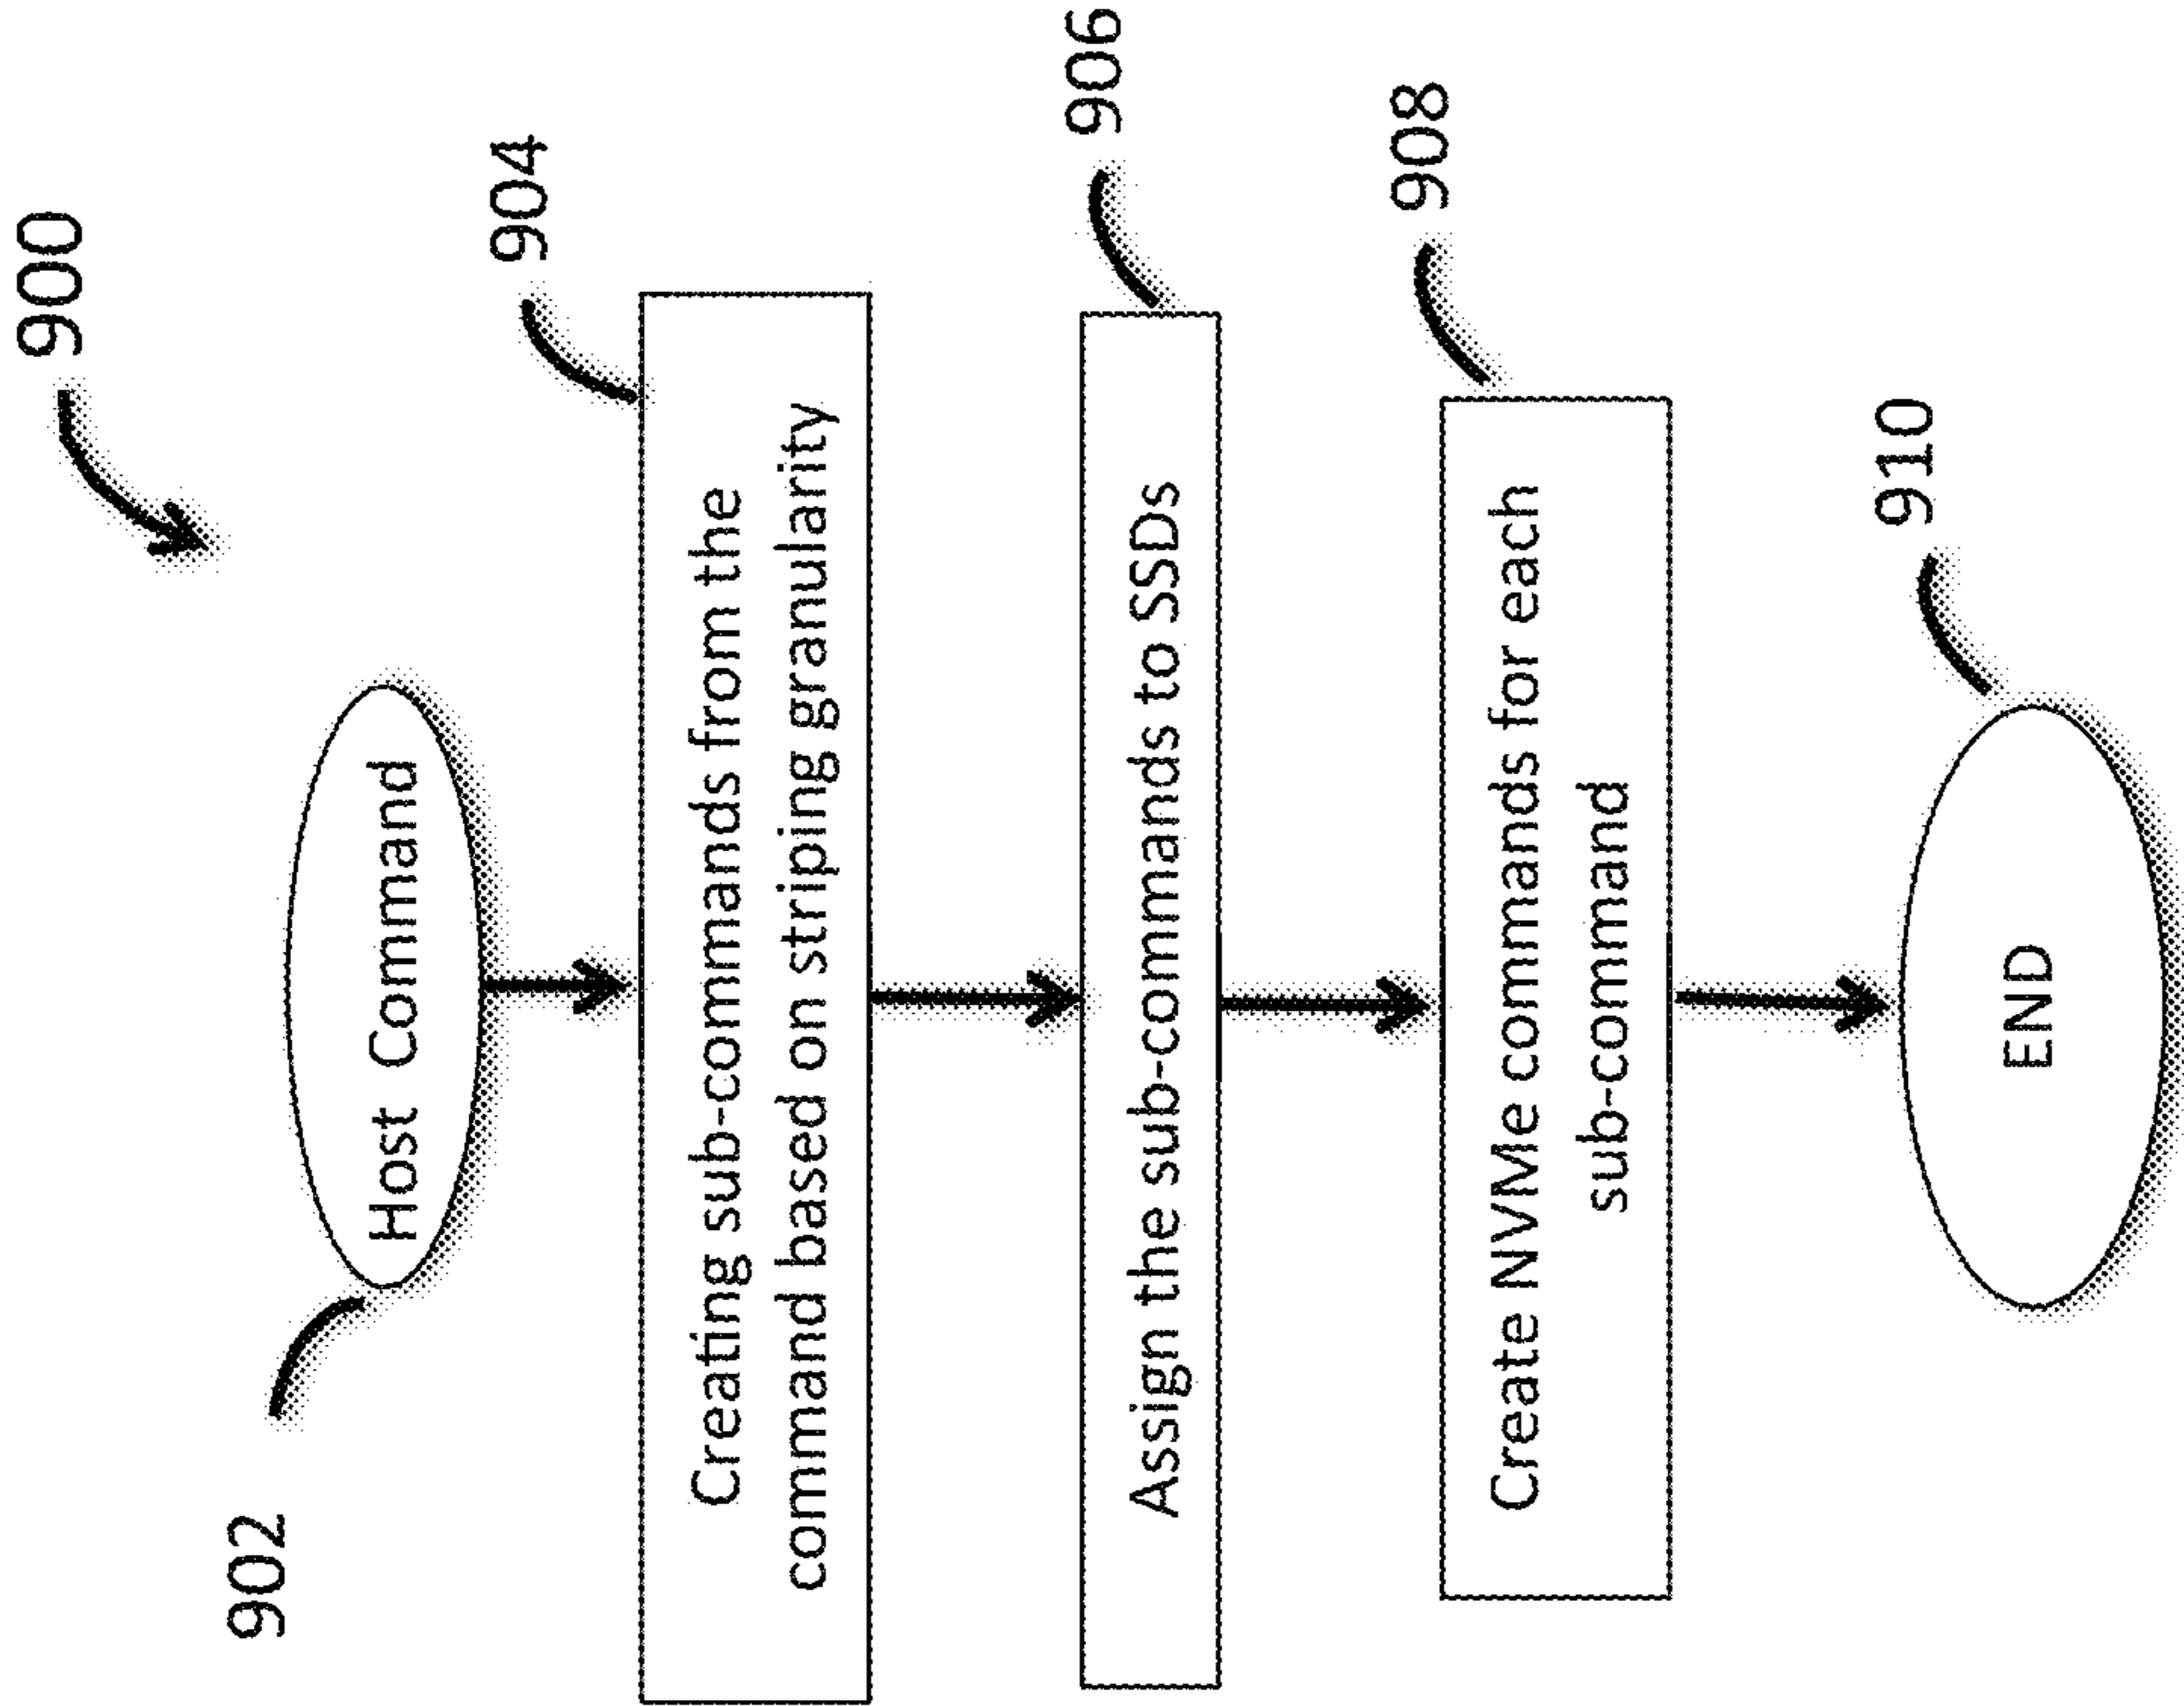 900
902
Host Command
904
Creating sub-commands from the
command based on striping granularity
906
Assign the sub-commands to SSDs
908
Create NVMe commands for each
sub-command
910
END